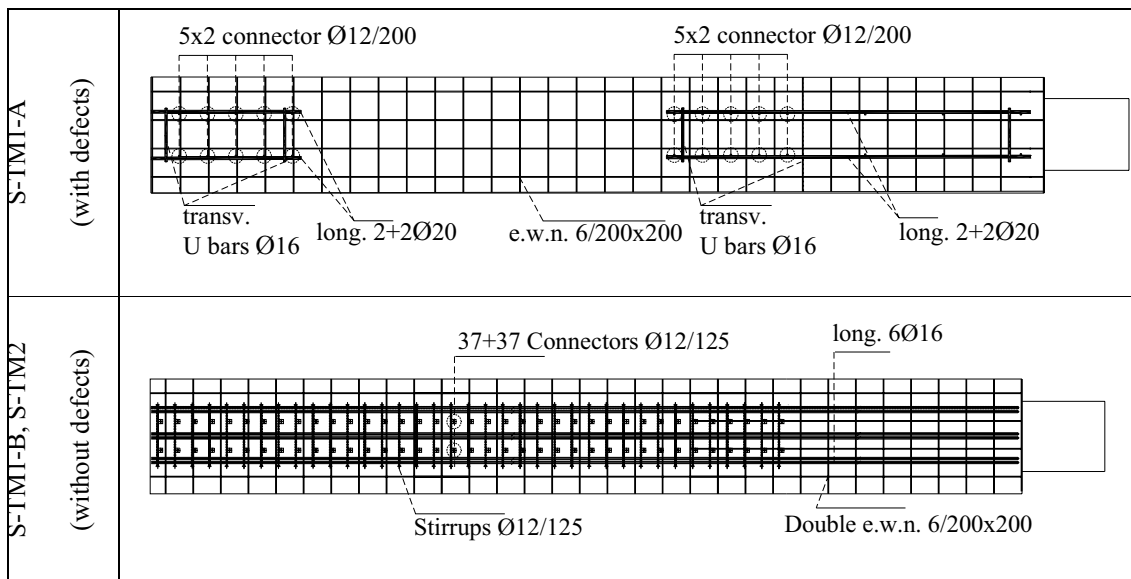 S-TM1-A
(with defects)
5x2 connector Ø12/200
5x2 connector Ø12/200
transv.
U bars Ø16
long. 2+2Ø20
e.w.n. 6/200x200
transv.
U bars Ø16
long. 2+2Ø20
S-TM1-B, S-TM2
(without defects)
37+37 Connectors Ø12/125
long. 6Ø16
Stirrups Ø12/125
Double e.w.n. 6/200x200